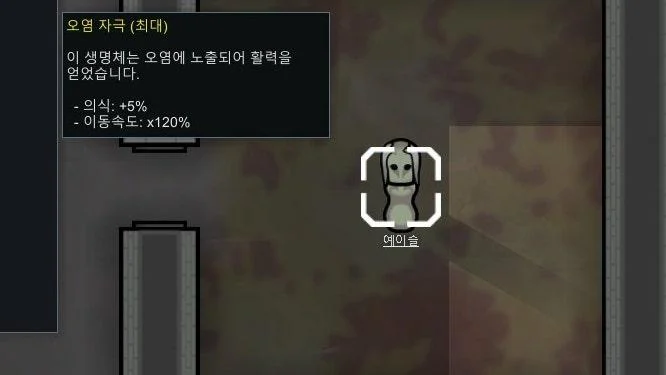 오염 자극 (최대)
이 생명체는 오염에 노출되어 활력을
얻었습니다.
- 의식: +5%
- 이동속도: x120%
예이슬